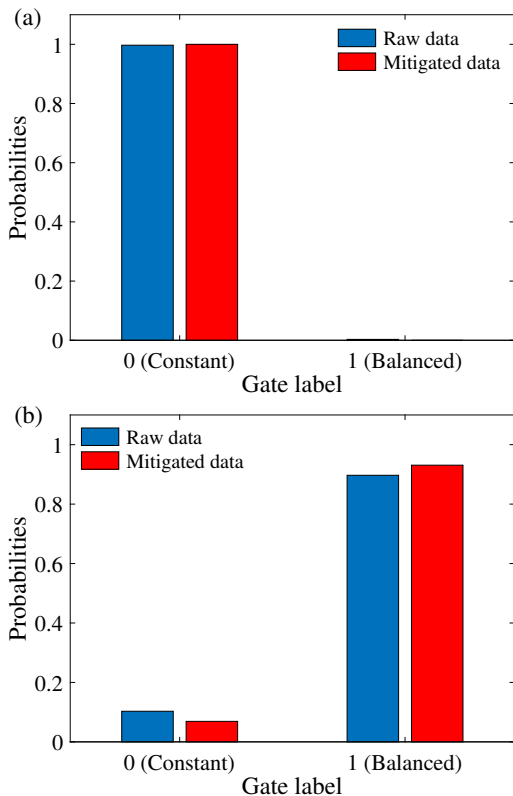 (a)
Raw data
Mitigated data
Probabilities
1
0.8
0.6
0.4
0.2
0
0 (Constant)
1 (Balanced)
Gate label
(b)
Raw data
Mitigated data
Probabilities
1
0.8
0.6
0.4
0.2
0
0 (Constant)
1 (Balanced)
Gate label